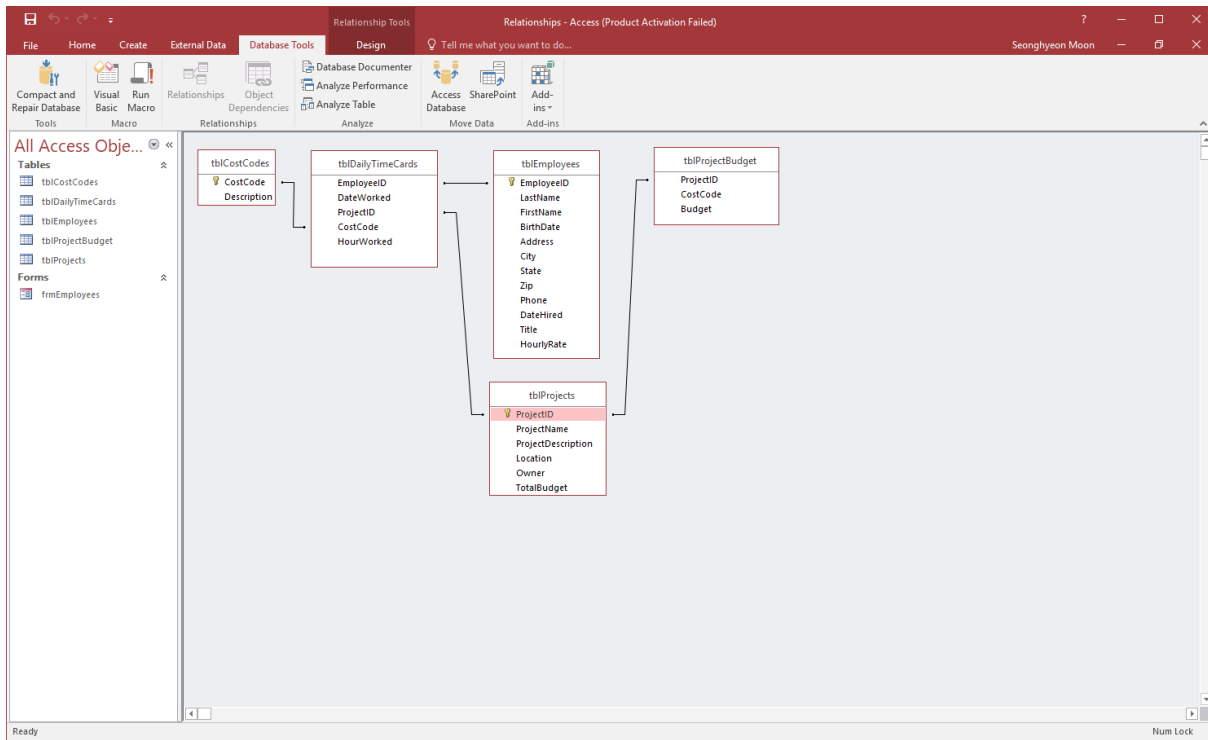 Relationship Tools
Relationships - Access (Product Activation Failed)
?
File Home Create External Data Database Tools Design Tell me what you want to do... Seonghyeon Moon
Compact and Repair Database
Visual Basic
Run Macro
Relationships
Object Dependencies
Database Documenter
Analyze Performance
Analyze Table
Access Database
SharePoint
Add-ins
Tools Macro Relationships Analyze Move Data Add-ins
All Access Obje...
Tables
tblCostCodes
tblDailyTimeCards
tblEmployees
tblProjectBudget
tblProjects
Forms
frmEmployees
tblCostCodes
CostCode
Description
tblDailyTimeCards
EmployeeID
DateWorked
ProjectID
CostCode
HourWorked
tblEmployees
EmployeeID
LastName
FirstName
BirthDate
Address
City
State
Zip
Phone
DateHired
Title
HourlyRate
tblProjectBudget
ProjectID
CostCode
Budget
tblProjects
ProjectID
ProjectName
ProjectDescription
Location
Owner
TotalBudget
Ready Num Lock